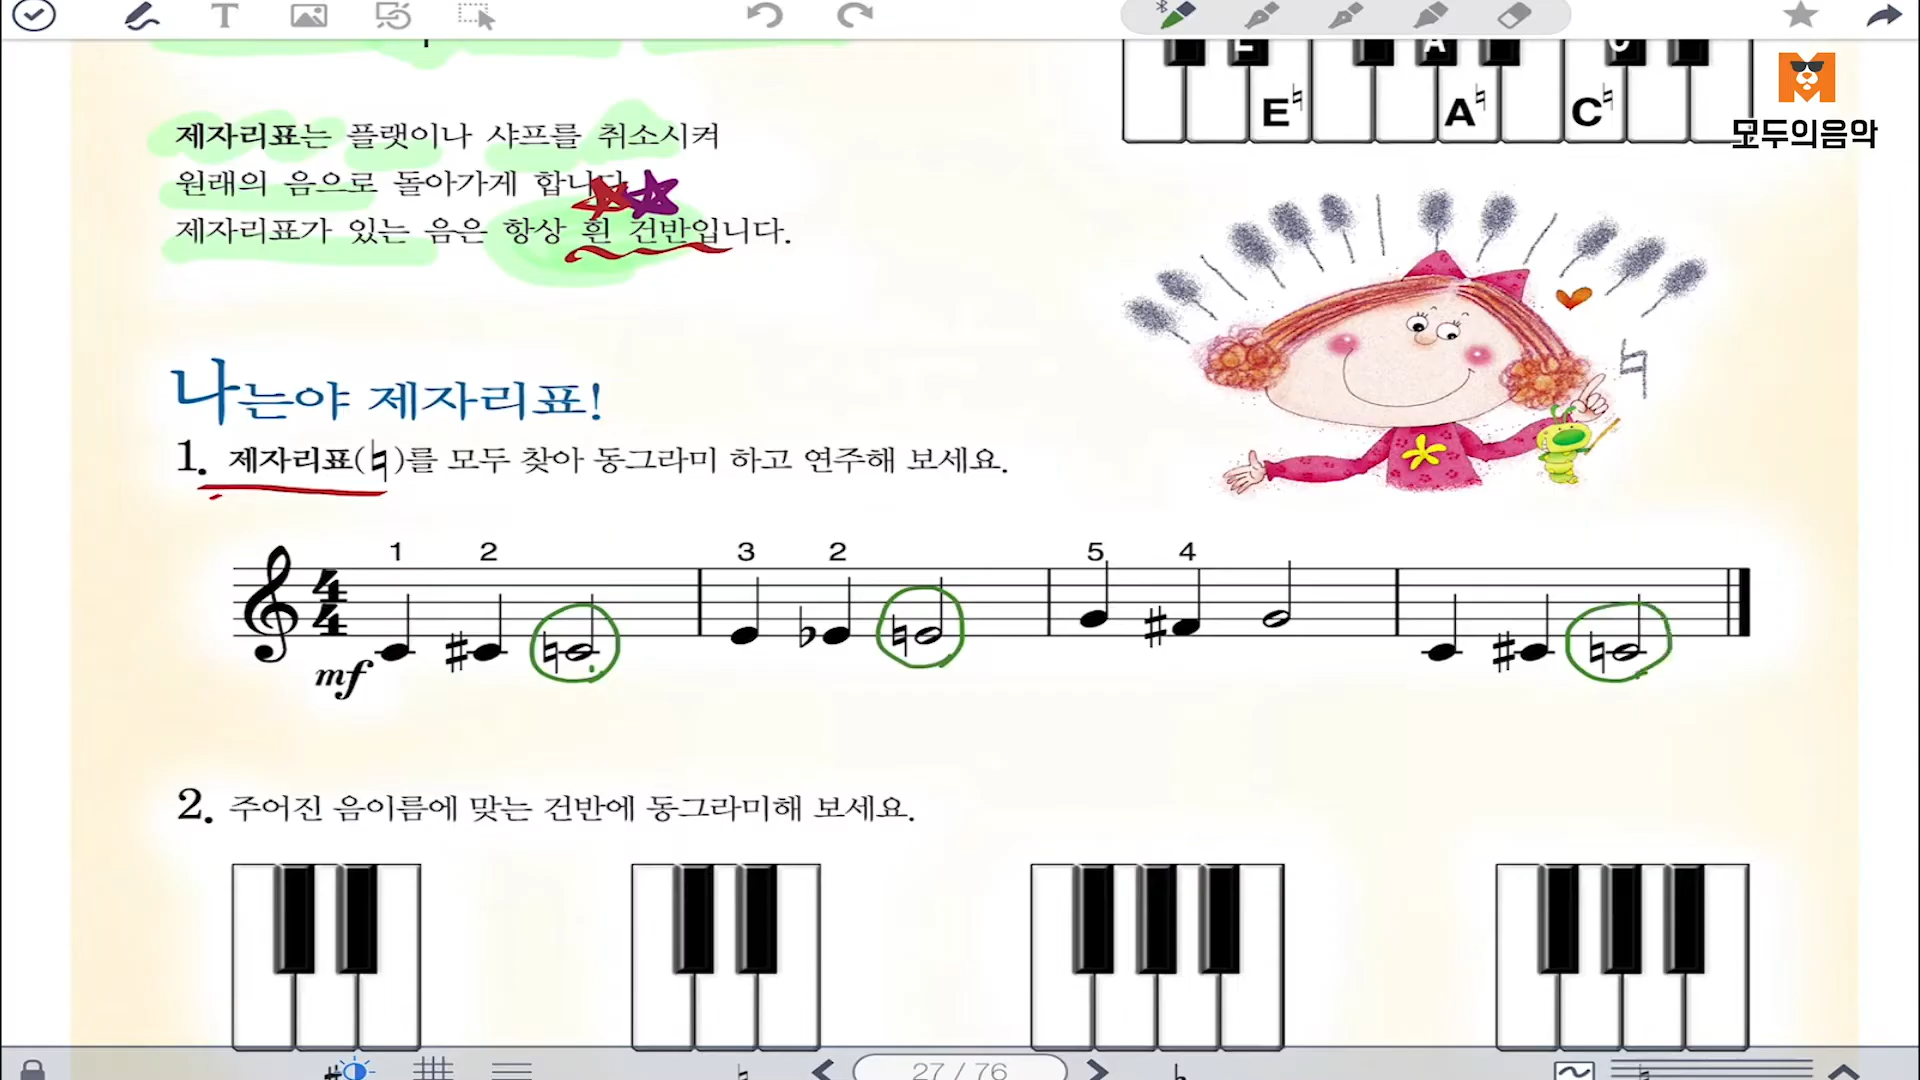 E♮ A♮ C♮
모두의음악
제자리표는 플랫이나 샤프를 취소시켜
원래의 음으로 돌아가게 합니다
제자리표가 있는 음은 항상 흰 건반입니다.
나는야 제자리표!
1. 제자리표(♮)를 모두 찾아 동그라미 하고 연주해 보세요.
1 2 3 2 5 4
4
4
mf
2. 주어진 음이름에 맞는 건반에 동그라미해 보세요.
27 / 76